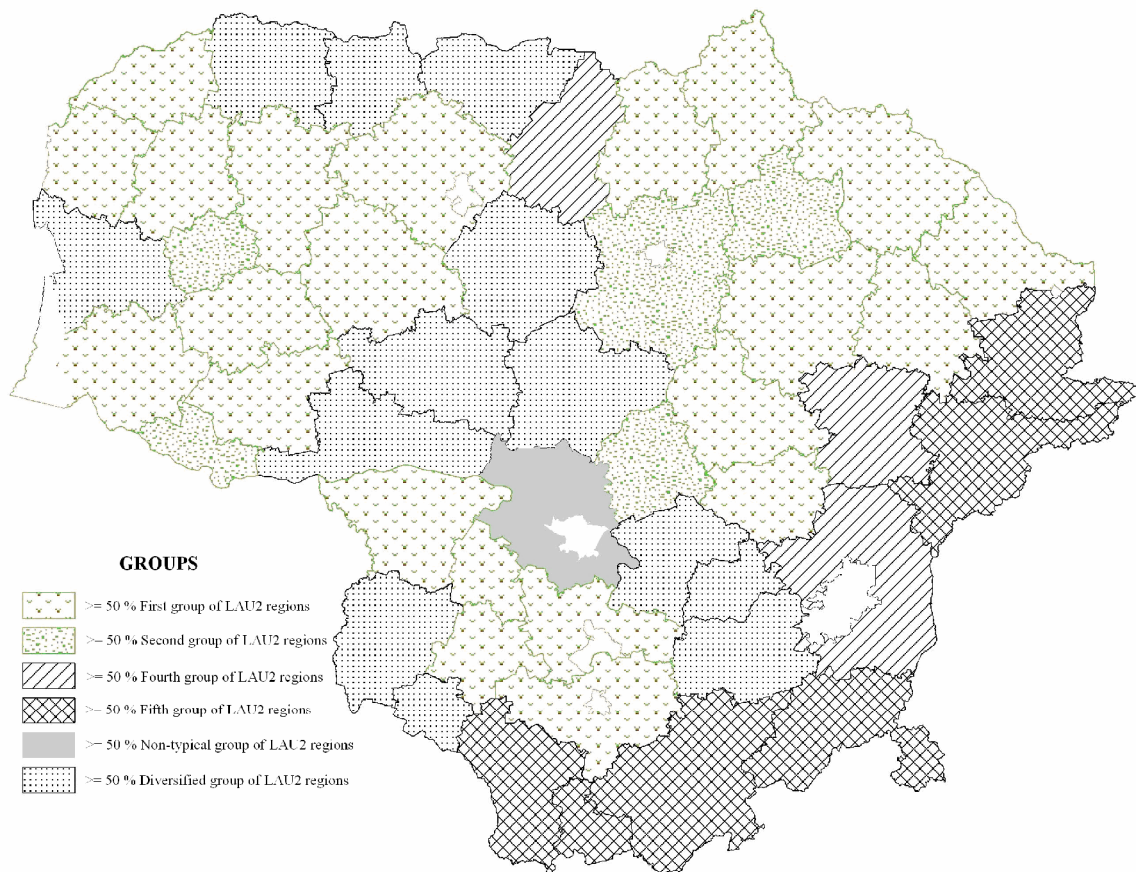 GROUPS
>= 50 % First group of LAU2 regions
>= 50 % Second group of LAU2 regions
>= 50 % Fourth group of LAU2 regions
>= 50 % Fifth group of LAU2 regions
>= 50 % Non-typical group of LAU2 regions
>= 50 % Diversified group of LAU2 regions